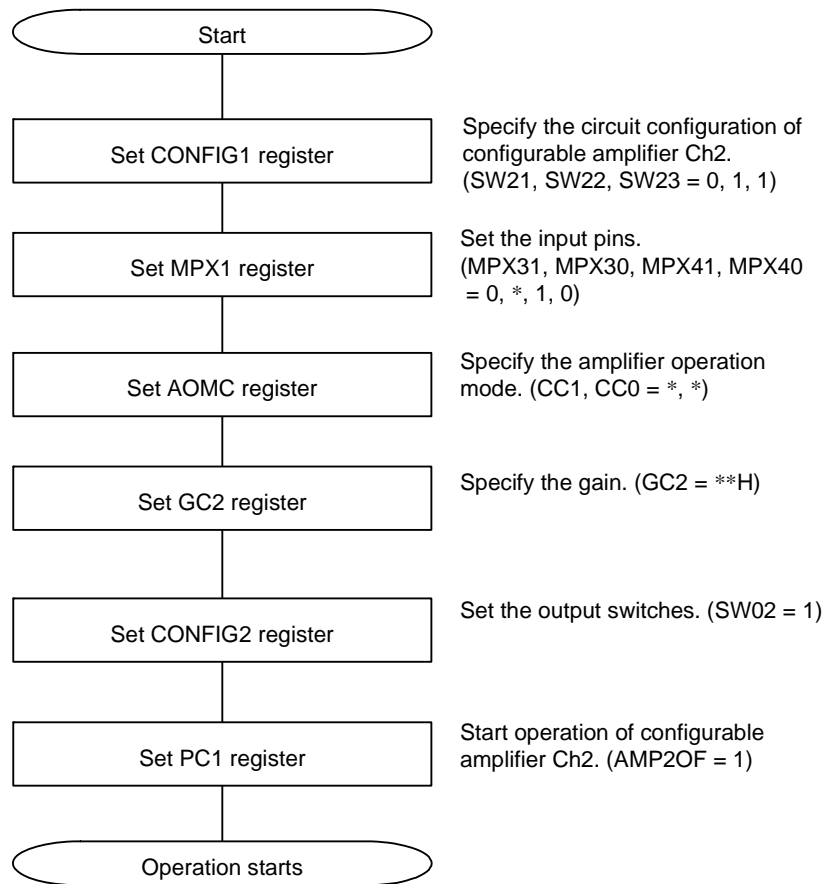 Start
Set CONFIG1 register
Specify the circuit configuration of
configurable amplifier Ch2.
(SW21, SW22, SW23 = 0, 1, 1)
Set MPX1 register
Set the input pins.
(MPX31, MPX30, MPX41, MPX40
= 0, *, 1, 0)
Set AOMC register
Specify the amplifier operation
mode. (CC1, CC0 = *, *)
Set GC2 register
Specify the gain. (GC2 = **H)
Set CONFIG2 register
Set the output switches. (SW02 = 1)
Set PC1 register
Start operation of configurable
amplifier Ch2. (AMP2OF = 1)
Operation starts